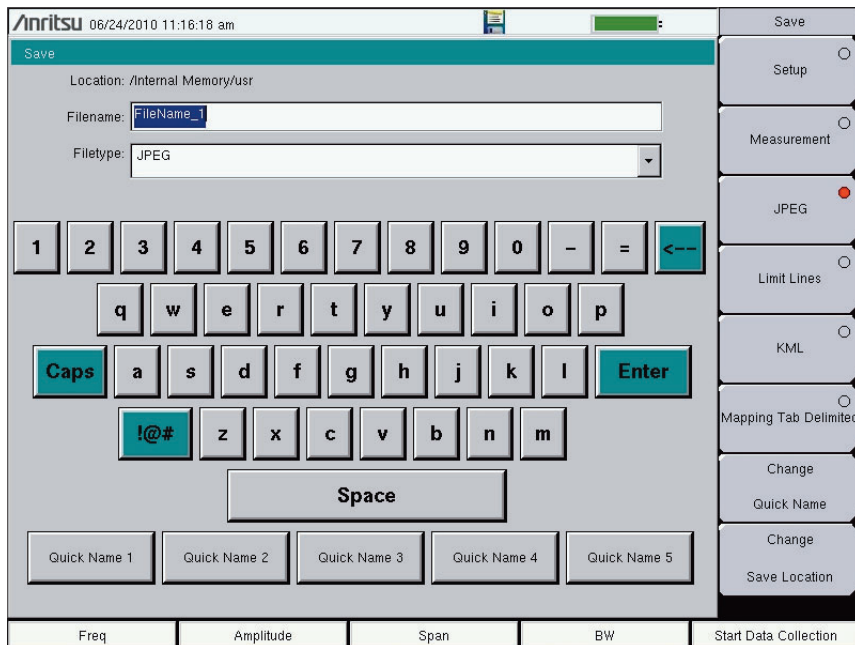 /Inritsu 06/24/2010 11:16:18 am
Save
Location: /Internal Memory/usr
Filename: FileName_1
Filetype: JPEG
1 2 3 4 5 6 7 8 9 0 - = <--
q w e r t y u i o p
Caps a s d f g h j k l Enter
!@# z x c v b n m
Space
Quick Name 1 Quick Name 2 Quick Name 3 Quick Name 4 Quick Name 5
Save
Setup
Measurement
JPEG
Limit Lines
KML
Mapping Tab Delimited
Change
Quick Name
Change
Save Location
Freq Amplitude Span BW Start Data Collection